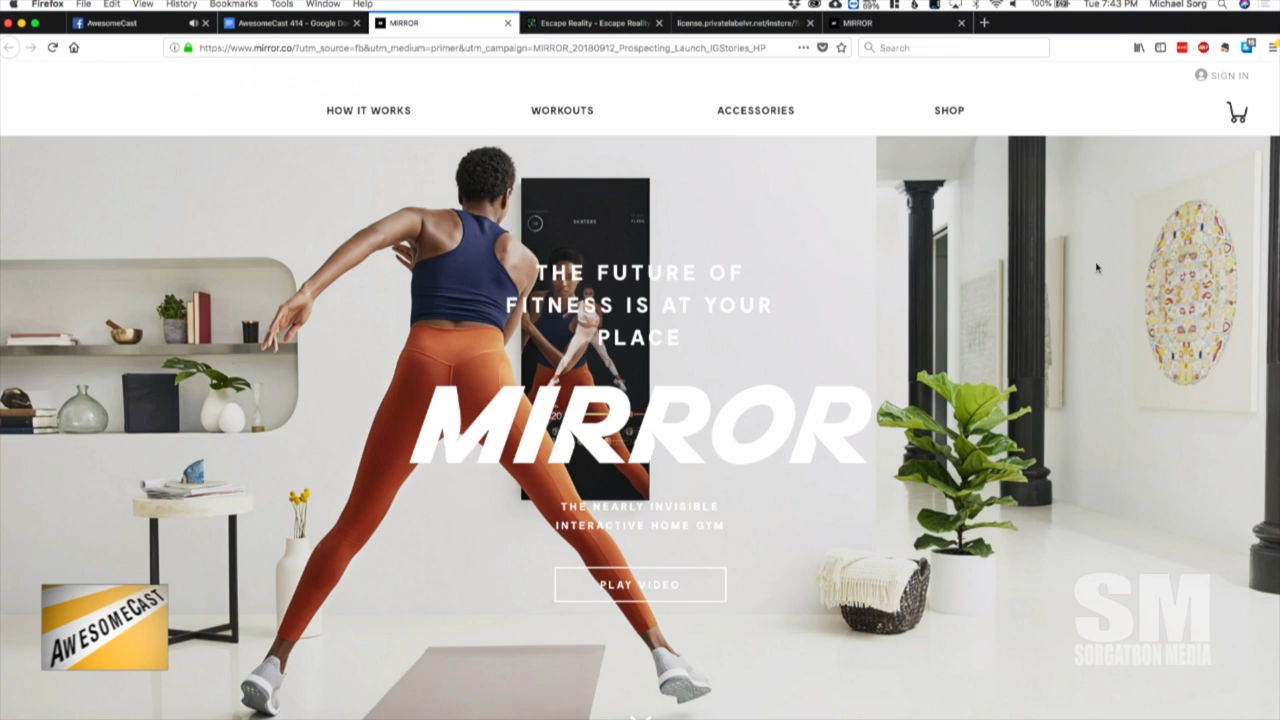 Firefox File Edit View History Bookmarks Tools Window Help 100% Tue 7:43 PM Michael Sorg
AwesomeCast AwesomeCast 414 - Google Do MIRROR Escape Reality - Escape Reality license.privatelabelvr.net/instore/ MIRROR
https://www.mirror.co/?utm_source=fb&utm_medium=primer&utm_campaign=MIRROR_20180912_Prospecting_Launch_IGStories_HP Search
SIGN IN
HOW IT WORKS WORKOUTS ACCESSORIES SHOP
SKATERS
THE FUTURE OF
FITNESS IS AT YOUR
PLACE
MIRROR
THE NEARLY INVISIBLE
INTERACTIVE HOME GYM
PLAY VIDEO
AWESOMECAST
SM
SORGATRON MEDIA